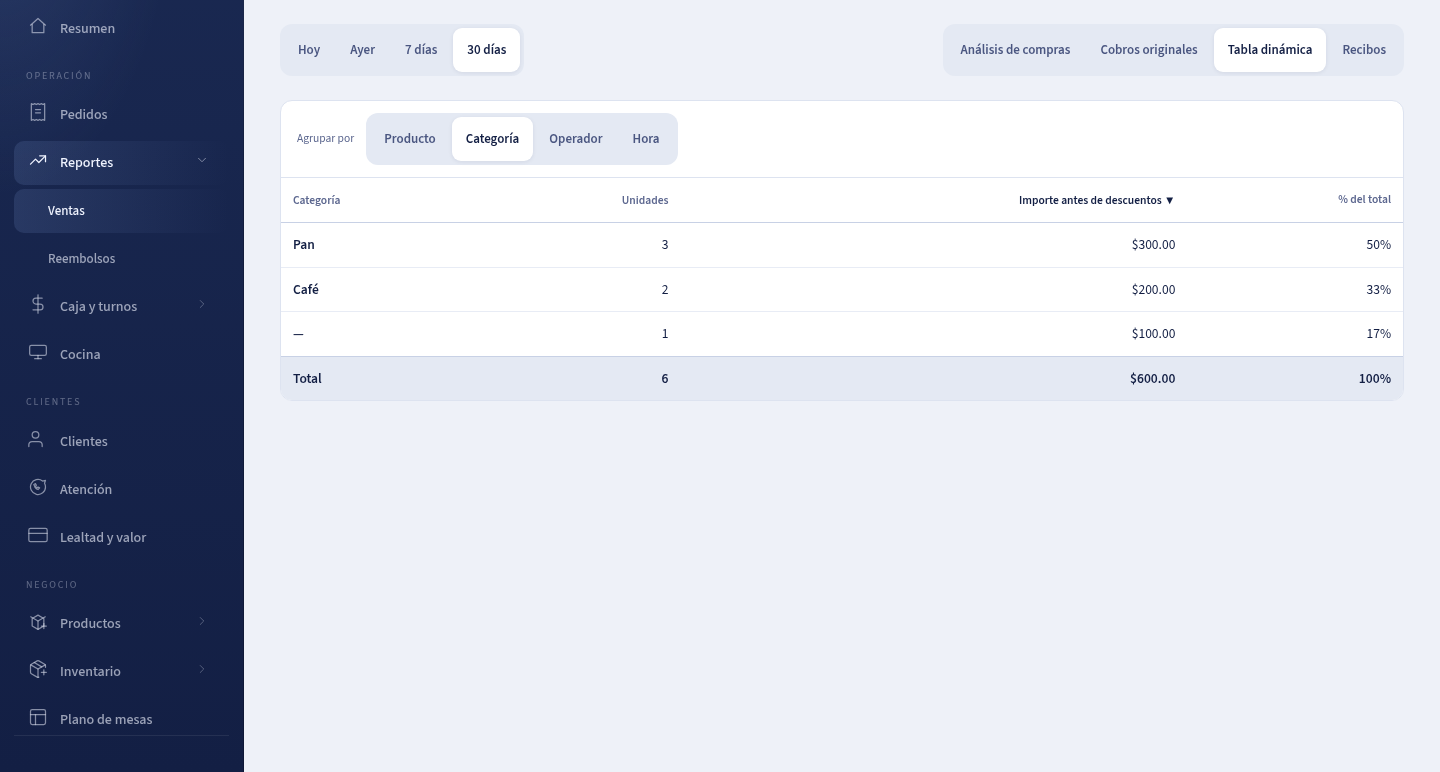 Resumen
OPERACIÓN
Pedidos
Reportes
Ventas
Reembolsos
Caja y turnos
Cocina
CLIENTES
Clientes
Atención
Lealtad y valor
NEGOCIO
Productos
Inventario
Plano de mesas
Hoy Ayer 7 días 30 días
Análisis de compras Cobros originales Tabla dinámica Recibos
Agrupar por Producto Categoría Operador Hora
Categoría Unidades Importe antes de descuentos ▼ % del total
Pan 3 $300.00 50%
Café 2 $200.00 33%
— 1 $100.00 17%
Total 6 $600.00 100%